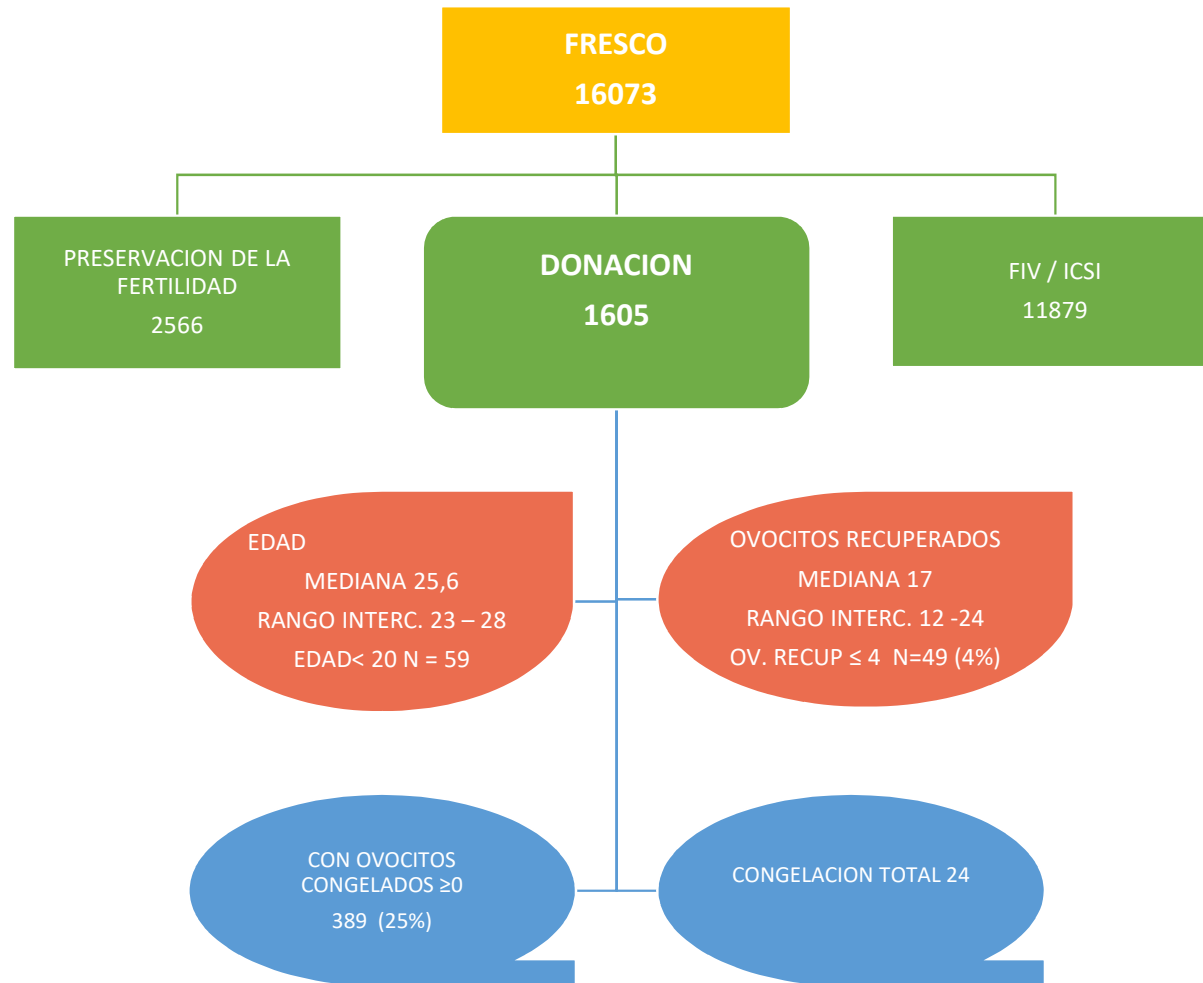 FRESCO
16073
PRESERVACION DE LA
FERTILIDAD
2566
DONACION
1605
FIV / ICSI
11879
EDAD
MEDIANA 25,6
RANGO INTERC. 23 – 28
EDAD< 20 N = 59
OVOCITOS RECUPERADOS
MEDIANA 17
RANGO INTERC. 12 -24
OV. RECUP ≤ 4 N=49 (4%)
CON OVOCITOS
CONGELADOS ≥0
389 (25%)
CONGELACION TOTAL 24